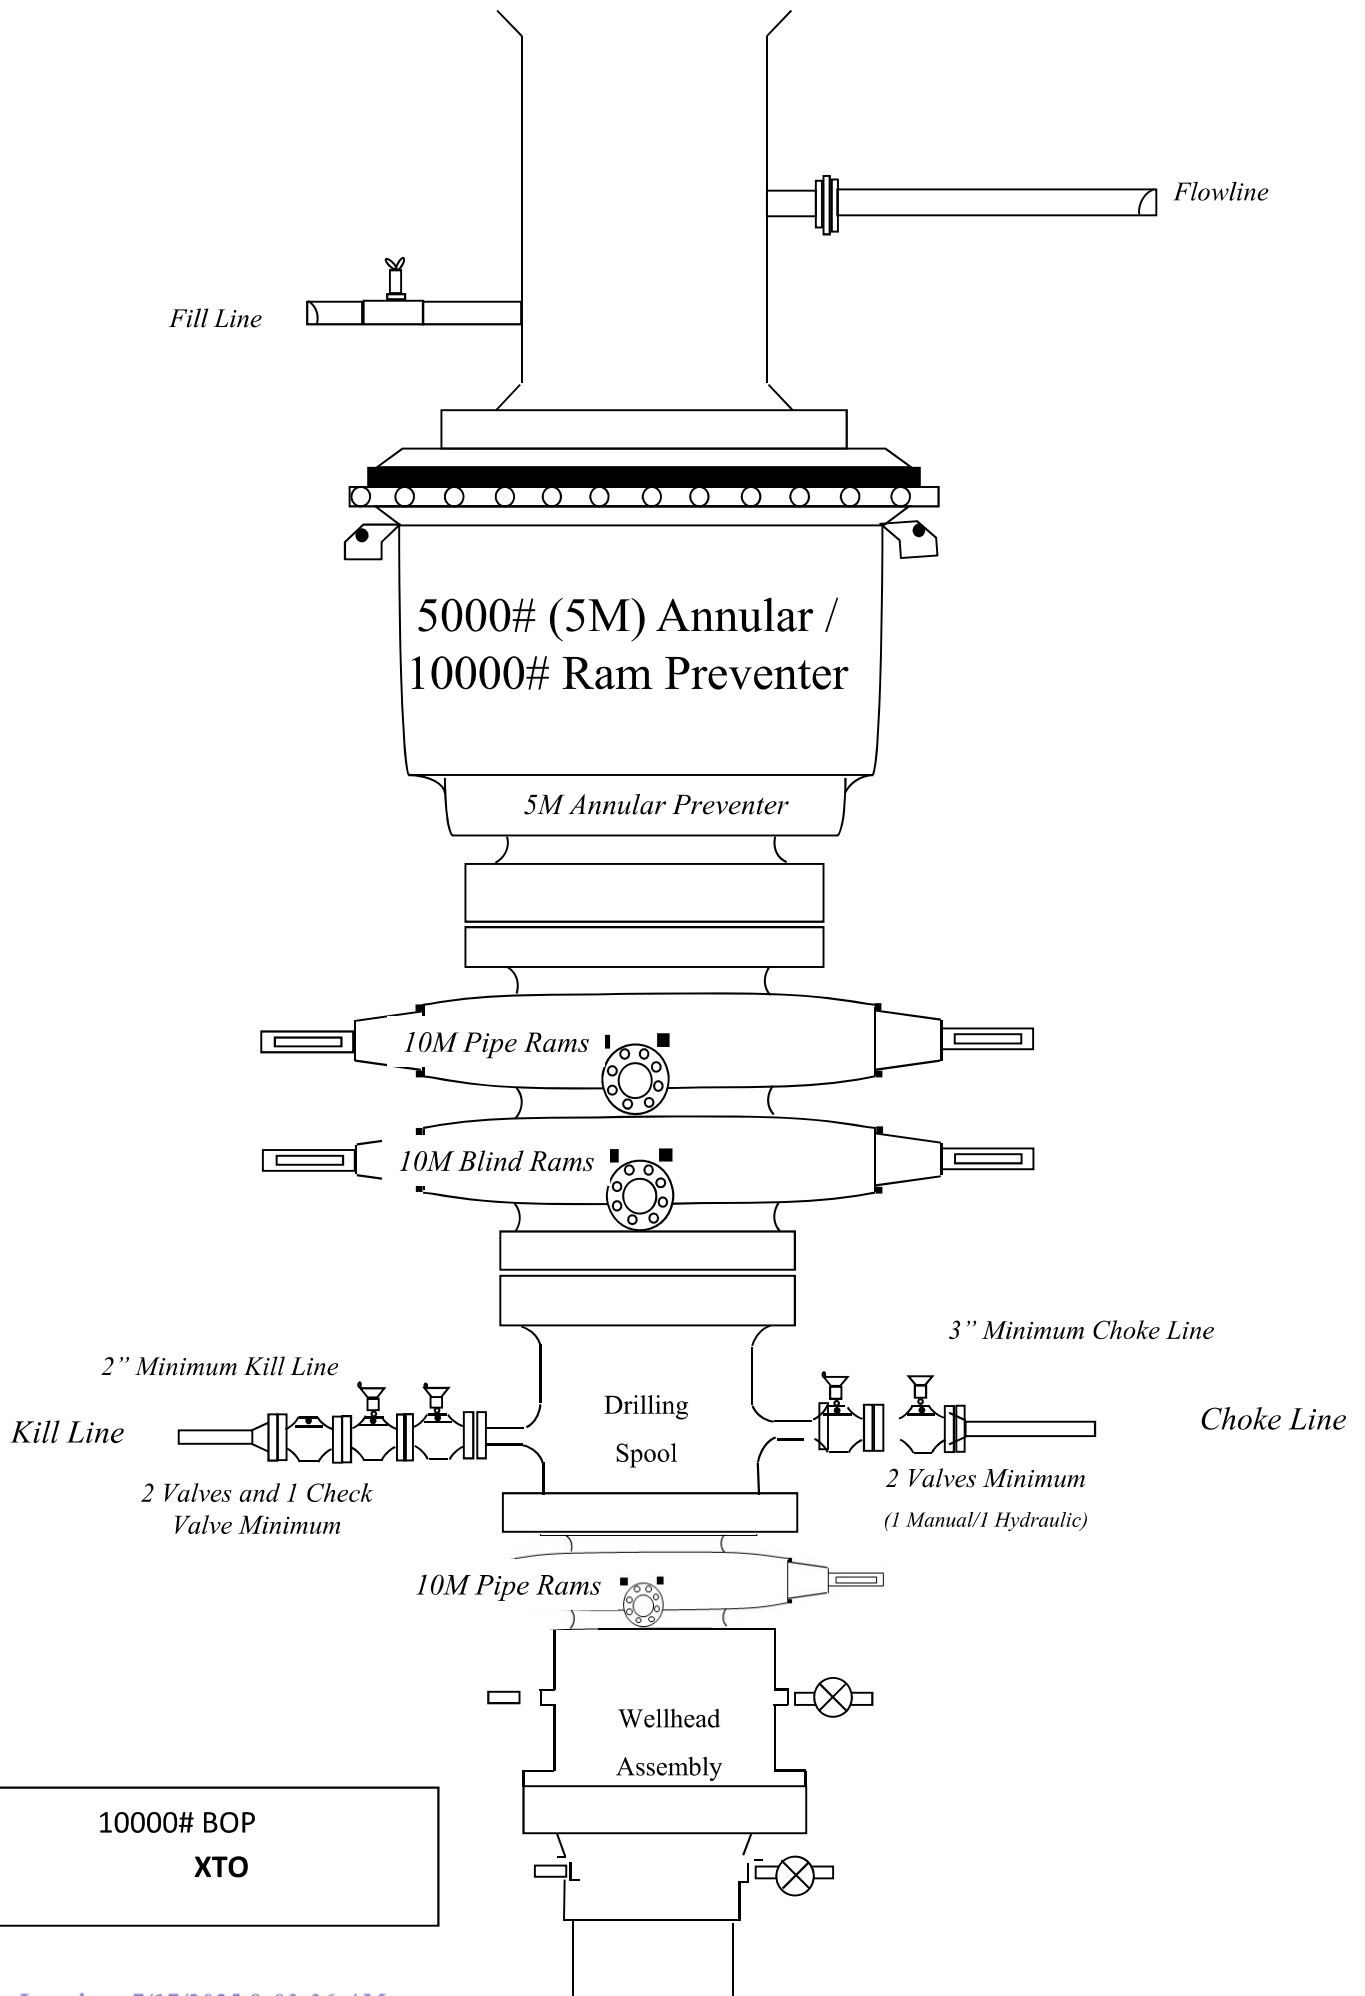 Flowline
Fill Line
5000# (5M) Annular /
10000# Ram Preventer
5M Annular Preventer
10M Pipe Rams
10M Blind Rams
3” Minimum Choke Line
2” Minimum Kill Line
Drilling
Spool
Kill Line
Choke Line
2 Valves and 1 Check
Valve Minimum
2 Valves Minimum
(1 Manual/1 Hydraulic)
10M Pipe Rams
Wellhead
Assembly
10000# BOP
XTO